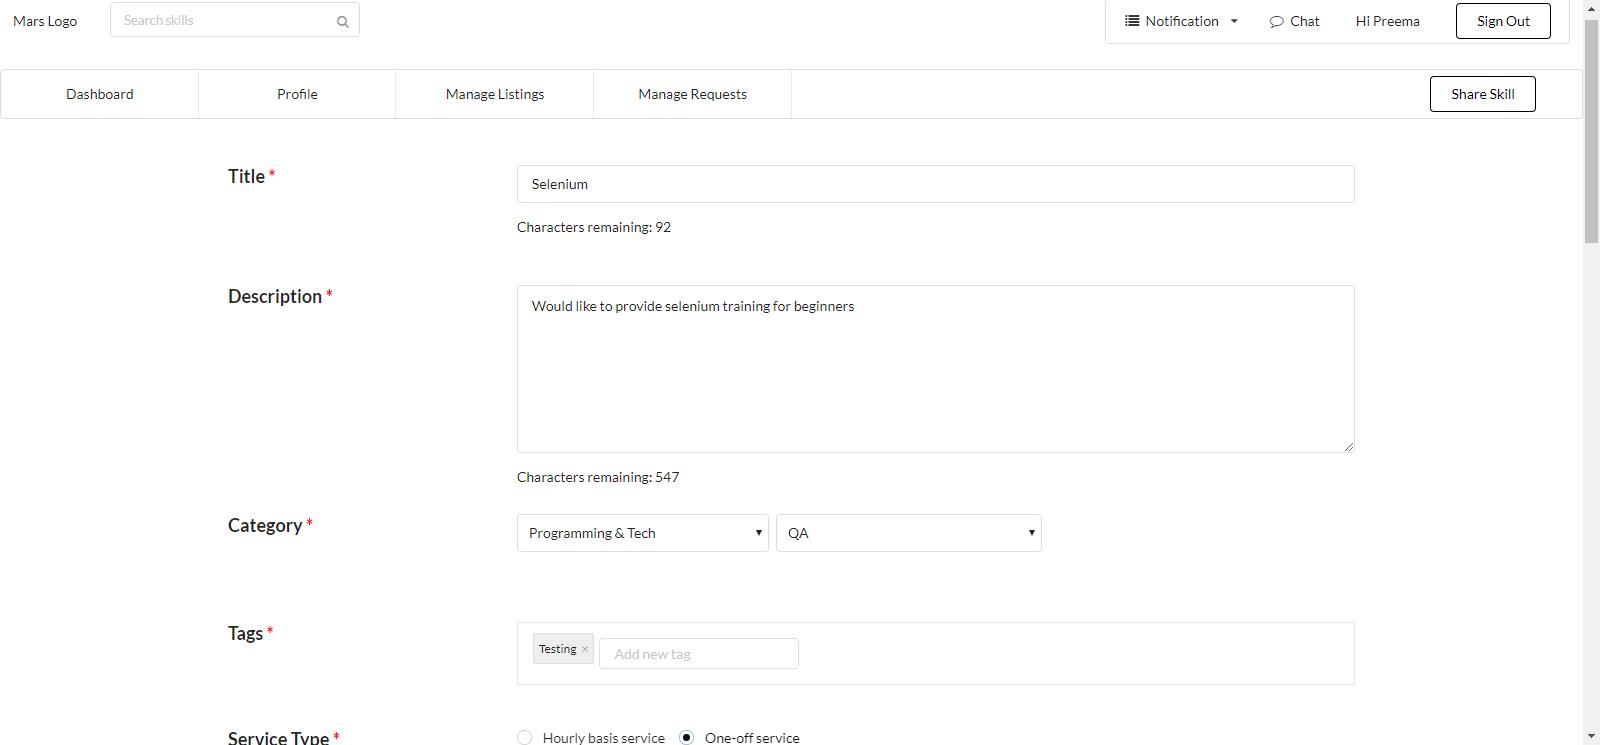 Mars Logo Search skills Notification Chat Hi Preema Sign Out
Dashboard Profile Manage Listings Manage Requests Share Skill
Title * Selenium
Characters remaining: 92
Description * Would like to provide selenium training for beginners
Characters remaining: 547
Category * Programming & Tech QA
Tags * Testing × Add new tag
Service Type * Hourly basis service One-off service